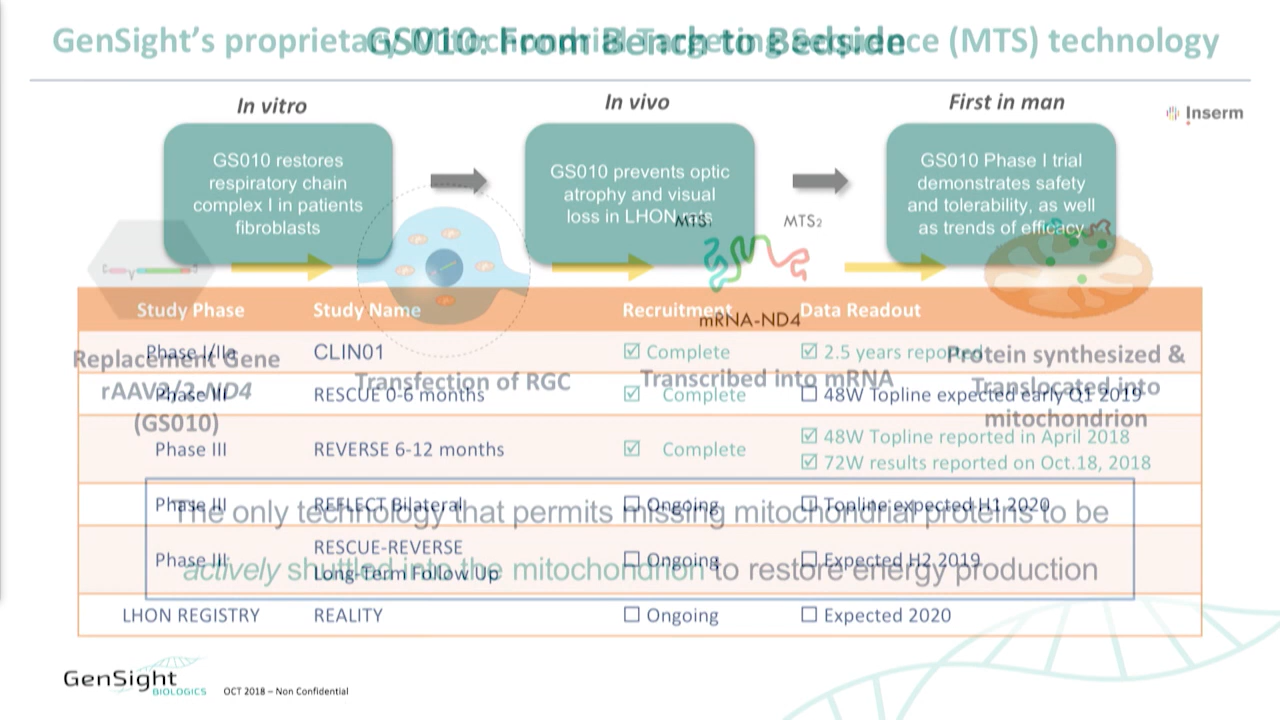 GenSight's proprietary Mitochondrial Targeting Sequence (MTS) technology
GS010: From Bench to Bedside
In vitro
In vivo
First in man
Inserm
GS010 restores
respiratory chain
complex I in patients
fibroblasts
GS010 prevents optic
atrophy and visual
loss in LHON rats
GS010 Phase I trial
demonstrates safety
and tolerability, as well
as trends of efficacy
MTS
MTS2
mRNA-ND4
Replacement Gene
rAAV2/2-ND4
(GS010)
Transfection of RGC
Transcribed into mRNA
Protein synthesized &
Translocated into
mitochondrion
Study Phase Study Name Recruitment Data Readout
Phase I/IIa CLIN01 ☑ Complete ☑ 2.5 years reported
Phase III RESCUE 0-6 months ☑ Complete ☐ 48W Topline expected early Q1 2019
Phase III REVERSE 6-12 months ☑ Complete ☑ 48W Topline reported in April 2018
☑ 72W results reported on Oct.18, 2018
Phase III REFLECT Bilateral ☐ Ongoing ☐ Topline expected H1 2020
Phase III RESCUE-REVERSE
Long-Term Follow Up ☐ Ongoing ☐ Expected H2 2019
LHON REGISTRY REALITY ☐ Ongoing ☐ Expected 2020
The only technology that permits missing mitochondrial proteins to be
actively shuttled into the mitochondrion to restore energy production
GenSight
BIOLOGICS
OCT 2018 – Non Confidential